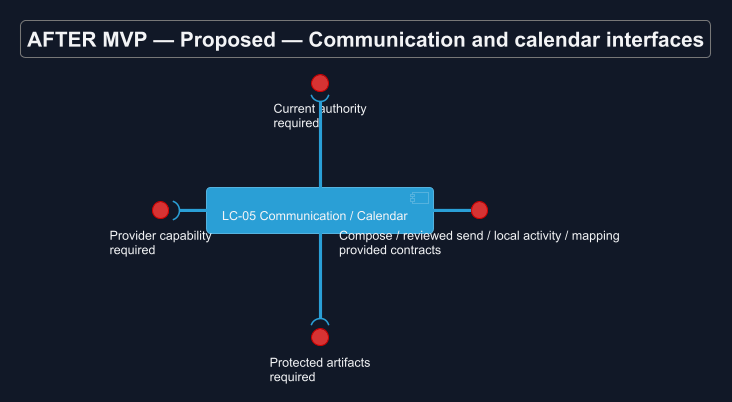 AFTER MVP — Proposed — Communication and calendar interfaces
Current authority
required
LC-05 Communication / Calendar
Provider capability
required
Compose / reviewed send / local activity / mapping
provided contracts
Protected artifacts
required